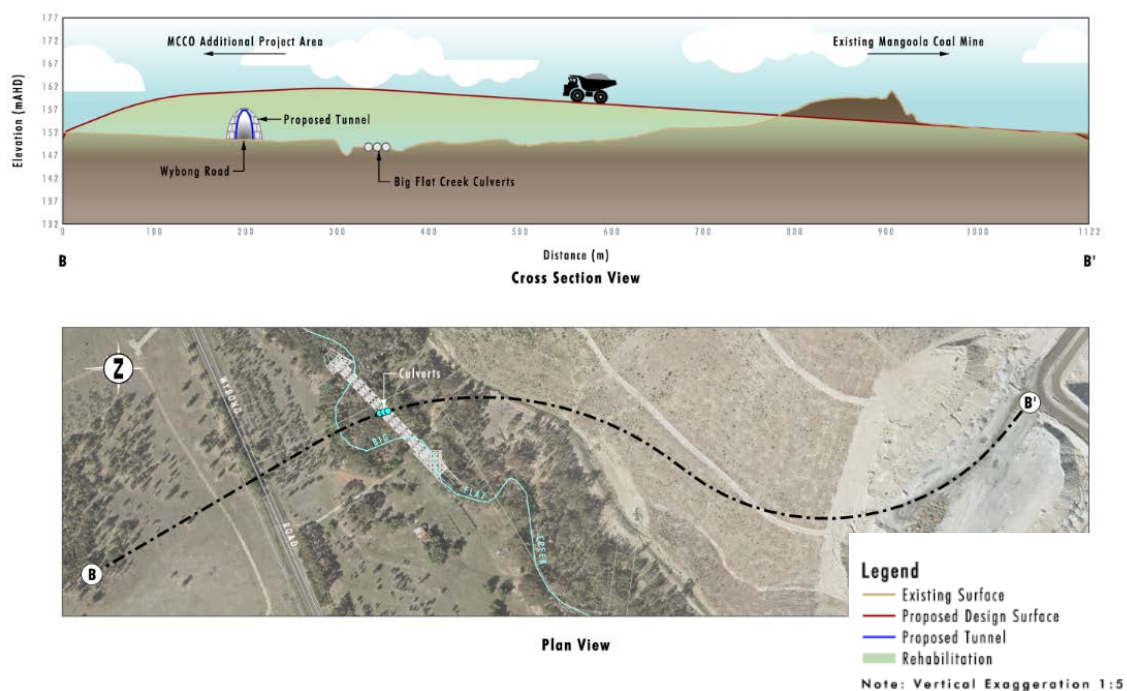 177
172
167
162
157
152
147
142
137
132
Elevation (mAHD)
MCCO Additional Project Area
Existing Mangoola Coal Mine
Proposed Tunnel
Wybong Road
Big Flat Creek Culverts
0 100 200 300 400 500 600 700 800 900 1000 1122
Distance (m)
B
B'
Cross Section View
Z
WYBONG
ROAD
Culverts
BIG
FLAT
CREEK
B
B'
Plan View
Legend
Existing Surface
Proposed Design Surface
Proposed Tunnel
Rehabilitation
Note: Vertical Exaggeration 1:5